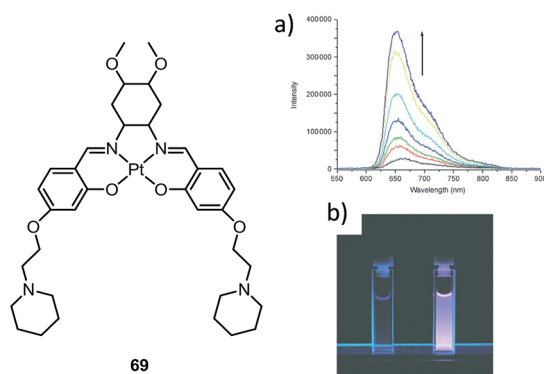 O
O
N
N
Pt
O
O
O
O
N
N
69
a)
400000
350000
300000
250000
200000
150000
100000
50000
0
Intensity
550
600
650
700
750
800
850
900
Wavelength (nm)
b)